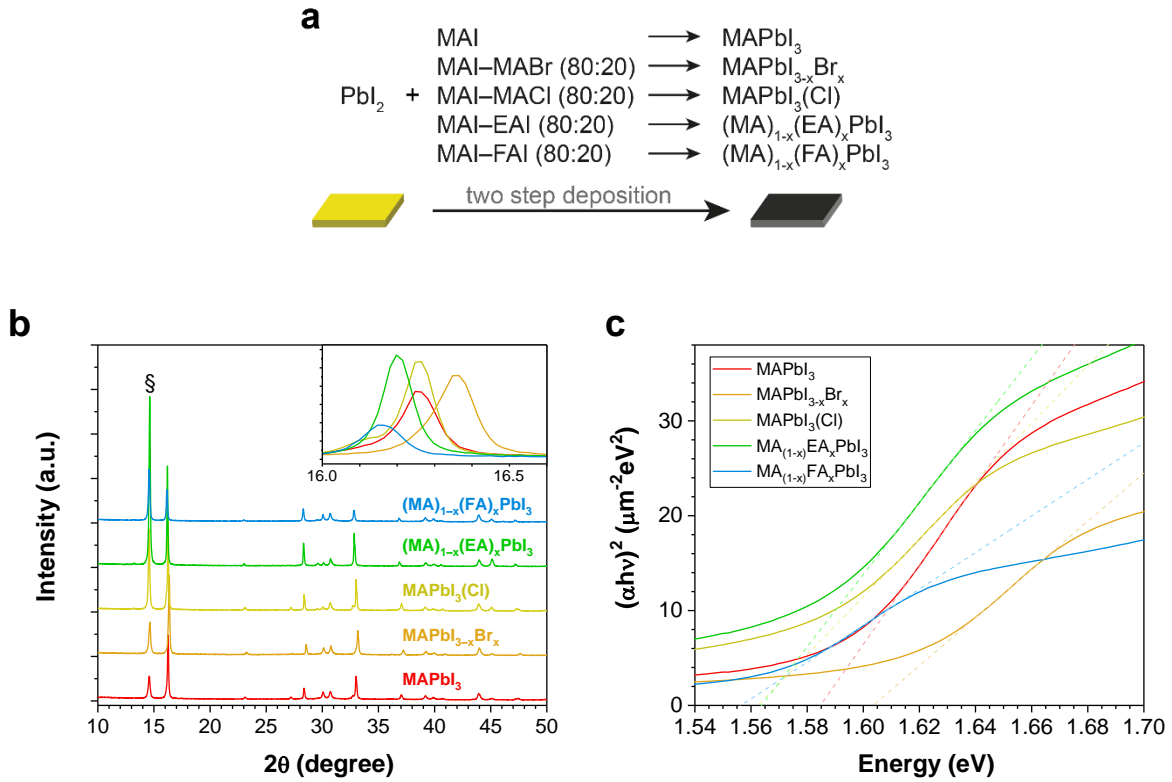 a
MAI → MAPbI₃
MAI–MABr (80:20) → MAPbI₃₋ₓBrₓ
PbI₂ + MAI–MACl (80:20) → MAPbI₃(Cl)
MAI–EAI (80:20) → (MA)₁₋ₓ(EA)ₓPbI₃
MAI–FAI (80:20) → (MA)₁₋ₓ(FA)ₓPbI₃
two step deposition
b
Intensity (a.u.)
§
16.0 16.5
(MA)₁₋ₓ(FA)ₓPbI₃
(MA)₁₋ₓ(EA)ₓPbI₃
MAPbI₃(Cl)
MAPbI₃₋ₓBrₓ
MAPbI₃
10 15 20 25 30 35 40 45 50
2θ (degree)
c
(αhν)² (μm⁻²eV²)
MAPbI₃
MAPbI₃₋ₓBrₓ
MAPbI₃(Cl)
MA₍₁₋ₓ₎EAₓPbI₃
MA₍₁₋ₓ₎FAₓPbI₃
30
20
10
0
1.54 1.56 1.58 1.60 1.62 1.64 1.66 1.68 1.70
Energy (eV)